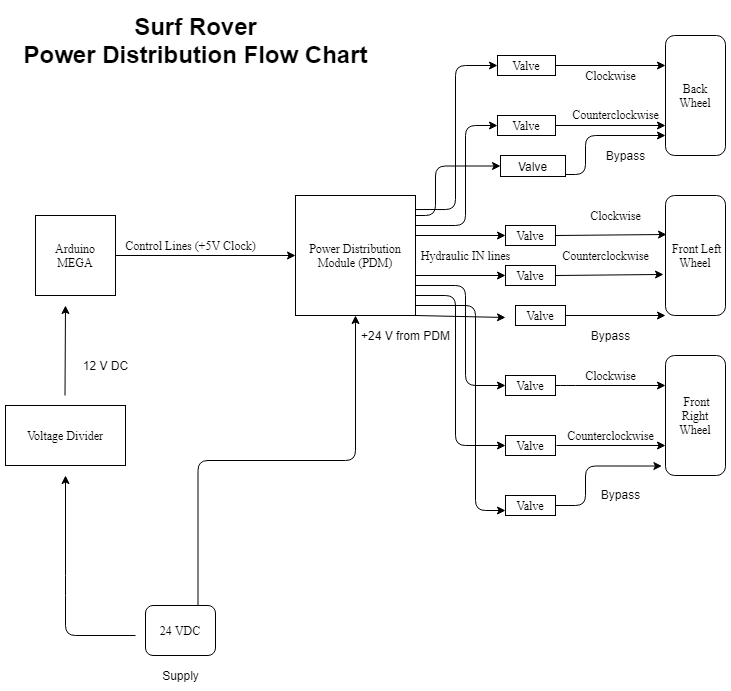 Surf Rover
Power Distribution Flow Chart
Valve
Clockwise
Back
Wheel
Valve
Counterclockwise
Valve
Bypass
Arduino
MEGA
Control Lines (+5V Clock)
Power Distribution
Module (PDM)
Hydraulic IN lines
Valve
Clockwise
Front Left
Wheel
Valve
Counterclockwise
Valve
Bypass
+24 V from PDM
12 V DC
Voltage Divider
Valve
Clockwise
Front
Right
Wheel
Valve
Counterclockwise
Valve
Bypass
24 VDC
Supply